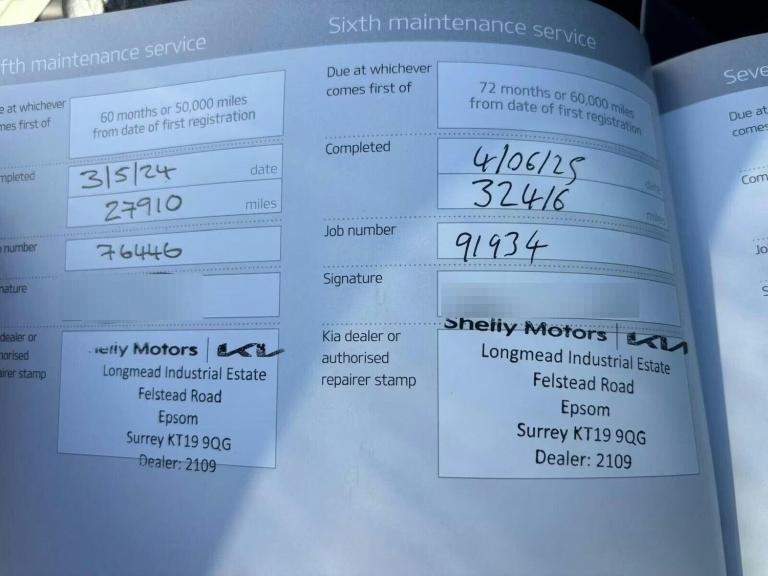 fth maintenance service
e at whichever
mes first of
60 months or 50,000 miles
from date of first registration
mpleted
3/5/24 date
27910 miles
number
76446
nature
dealer or
horised
airer stamp
elly Motors | KIA
Longmead Industrial Estate
Felstead Road
Epsom
Surrey KT19 9QG
Dealer: 2109
Sixth maintenance service
Due at whichever
comes first of
72 months or 60,000 miles
from date of first registration
Completed
4/06/25 date
32416 miles
Job number
91934
Signature
Kia dealer or
authorised
repairer stamp
Shelly Motors | KIA
Longmead Industrial Estate
Felstead Road
Epsom
Surrey KT19 9QG
Dealer: 2109
Seve
Due at
comes
Com
Jo
S